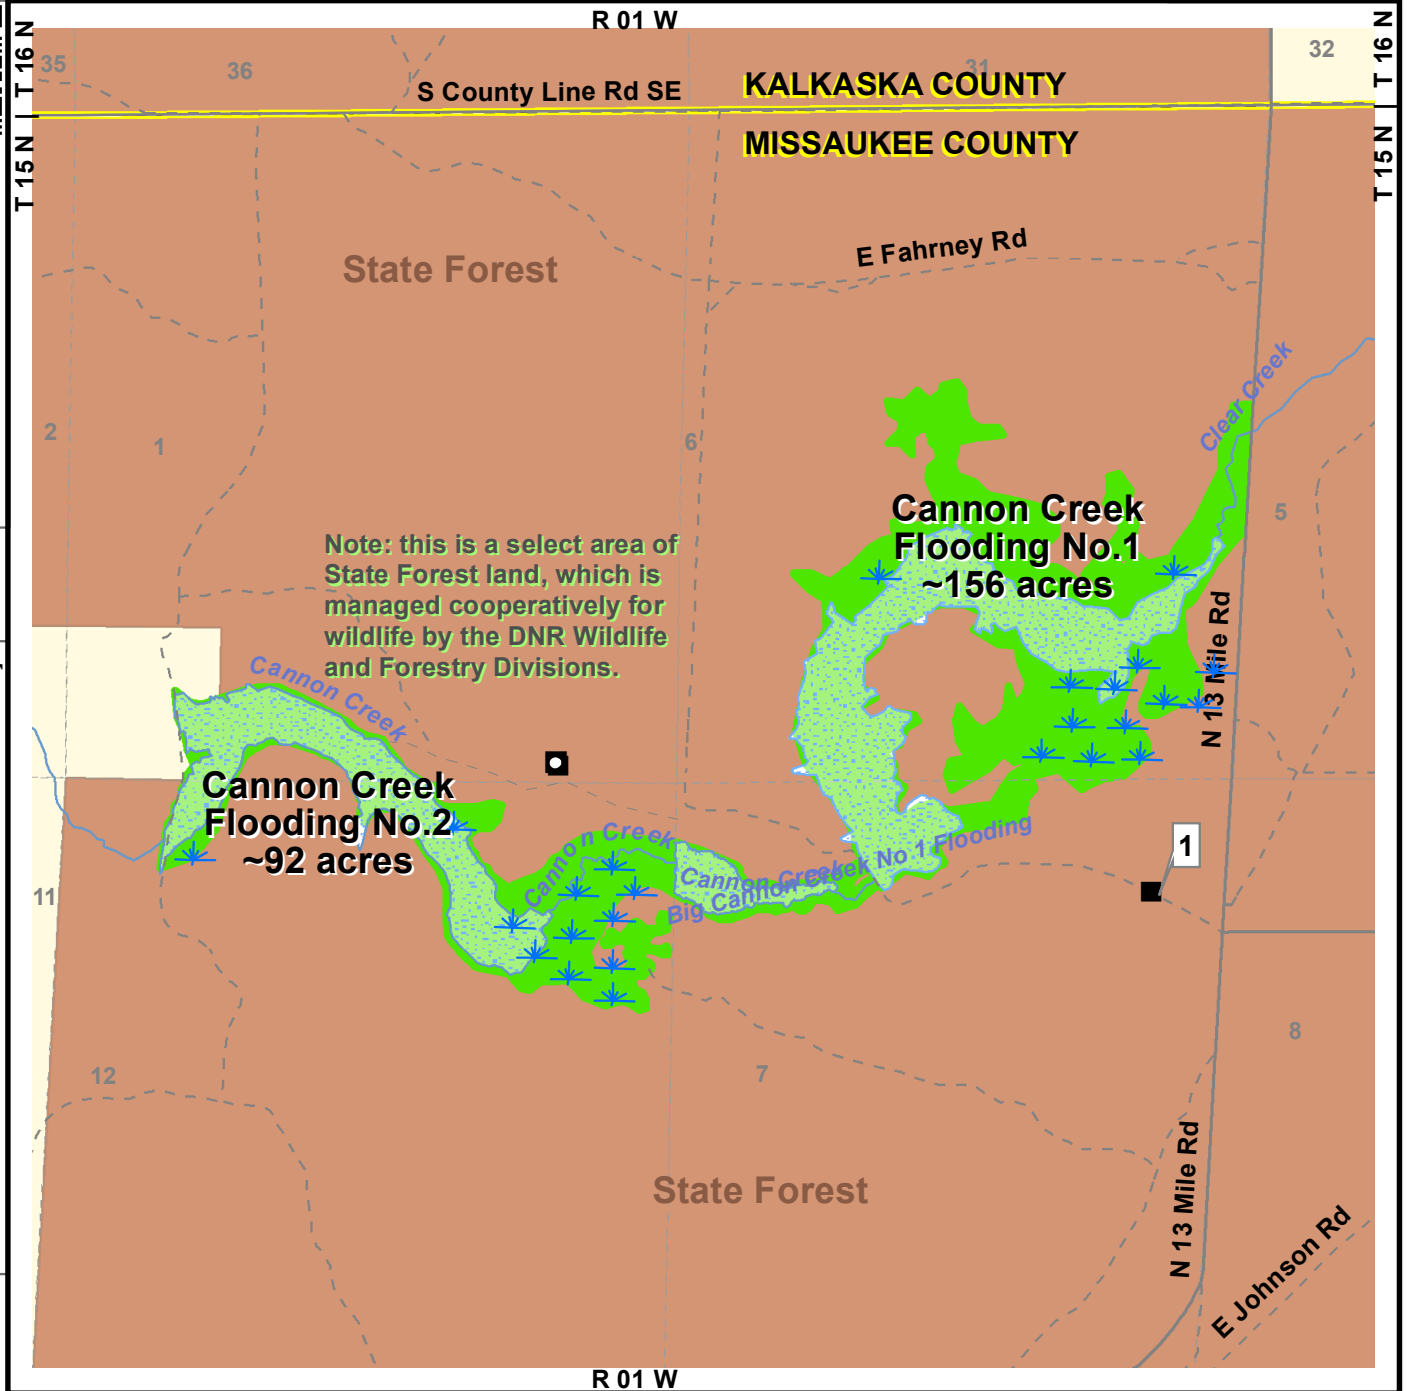 R 01 W
T 16 N
T 16 N
35
36
31
32
S County Line Rd SE
KALKASKA COUNTY
MISSAUKEE COUNTY
T 15 N
T 15 N
E Fahrney Rd
State Forest
Clear Creek
2
1
6
5
Cannon Creek
Flooding No.1
~156 acres
Note: this is a select area of
State Forest land, which is
managed cooperatively for
wildlife by the DNR Wildlife
and Forestry Divisions.
N 13 Mile Rd
Cannon Creek
Cannon Creek
Flooding No.2
~92 acres
Cannon Creek
Cannon Creek No 1 Flooding
Big Cannon Creek
1
11
12
7
8
State Forest
N 13 Mile Rd
E Johnson Rd
R 01 W